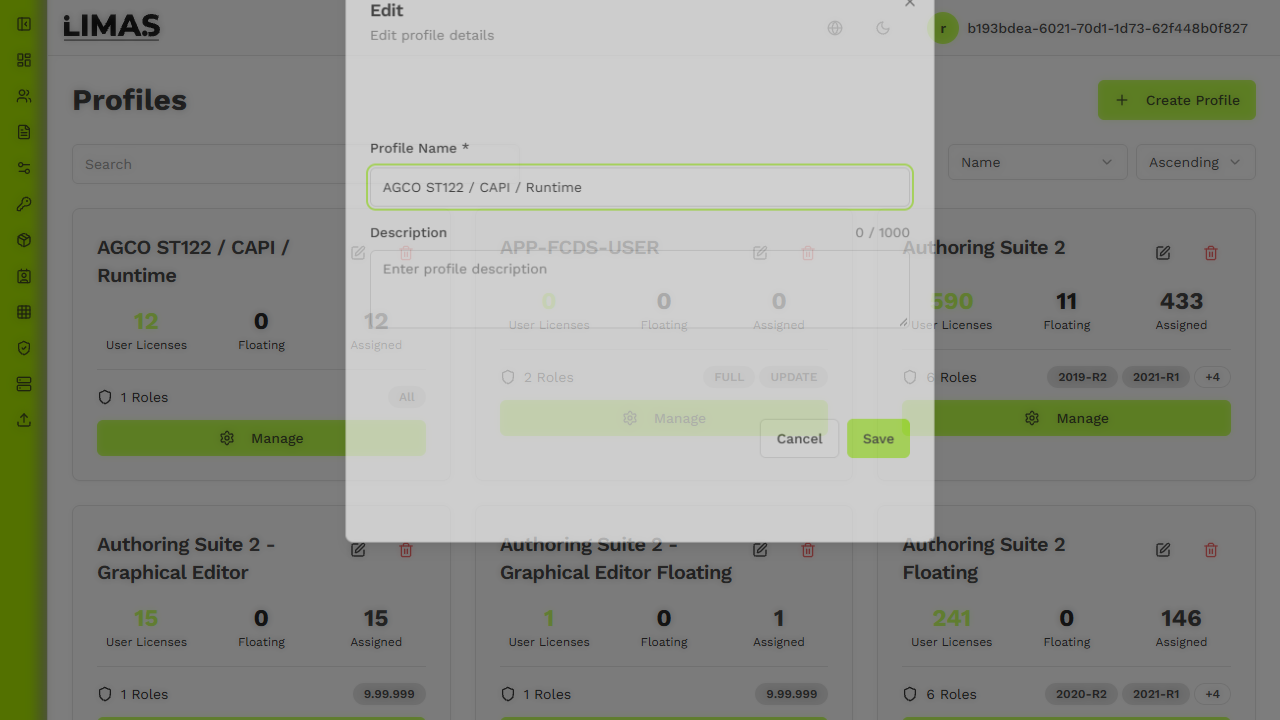 LIMAS
Edit
Edit profile details
r
b193bdea-6021-70d1-1d73-62f448b0f827
Profiles
Create Profile
Search
Name
Ascending
Profile Name *
AGCO ST122 / CAPI / Runtime
Description
0 / 1000
Enter profile description
AGCO ST122 / CAPI /
Runtime
12
User Licenses
0
Floating
12
Assigned
1 Roles
All
Manage
APP-FCDS-USER
0
User Licenses
0
Floating
0
Assigned
2 Roles
FULL
UPDATE
Manage
Authoring Suite 2
590
User Licenses
11
Floating
433
Assigned
6 Roles
2019-R2
2021-R1
+4
Manage
Cancel
Save
Authoring Suite 2 -
Graphical Editor
15
User Licenses
0
Floating
15
Assigned
1 Roles
9.99.999
Authoring Suite 2 -
Graphical Editor Floating
1
User Licenses
0
Floating
1
Assigned
1 Roles
9.99.999
Authoring Suite 2
Floating
241
User Licenses
0
Floating
146
Assigned
6 Roles
2020-R2
2021-R1
+4